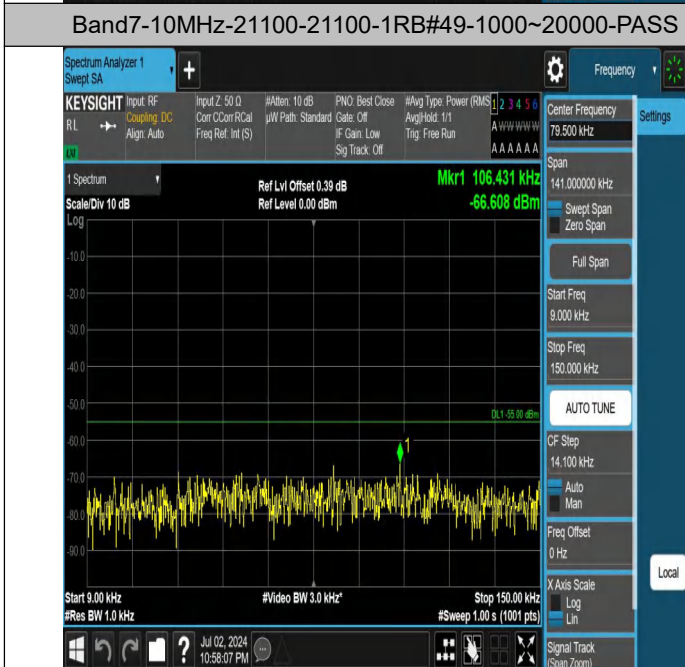 Band7-10MHz-21100-21100-1RB#49-1000~20000-PASS
Spectrum Analyzer 1
Swept SA
+
Frequency
KEYSIGHT
RL
Input: RF
Coupling: DC
Align: Auto
Input Z: 50 Ω
Corr CCorr RCal
Freq Ref: Int (S)
#Atten: 10 dB
µW Path: Standard
PNO: Best Close
Gate: Off
IF Gain: Low
Sig Track: Off
#Avg Type: Power (RMS
Avg|Hold: 1/1
Trig: Free Run
1 2 3 4 5 6
A W W W W W
A A A A A A
Center Frequency
79.500 kHz
Settings
Span
141.000000 kHz
Swept Span
Zero Span
Full Span
Start Freq
9.000 kHz
Stop Freq
150.000 kHz
AUTO TUNE
CF Step
14.100 kHz
Auto
Man
Freq Offset
0 Hz
X Axis Scale
Log
Lin
Signal Track
(Span Zoom)
Local
1 Spectrum
Scale/Div 10 dB
Log
Ref Lvl Offset 0.39 dB
Ref Level 0.00 dBm
Mkr1 106.431 kHz
-66.608 dBm
-10.0
-20.0
-30.0
-40.0
-50.0
DL1 -55.00 dBm
-60.0
1
-70.0
-80.0
-90.0
Start 9.00 kHz
#Res BW 1.0 kHz
#Video BW 3.0 kHz*
Stop 150.00 kHz
#Sweep 1.00 s (1001 pts)
?
Jul 02, 2024
10:58:07 PM